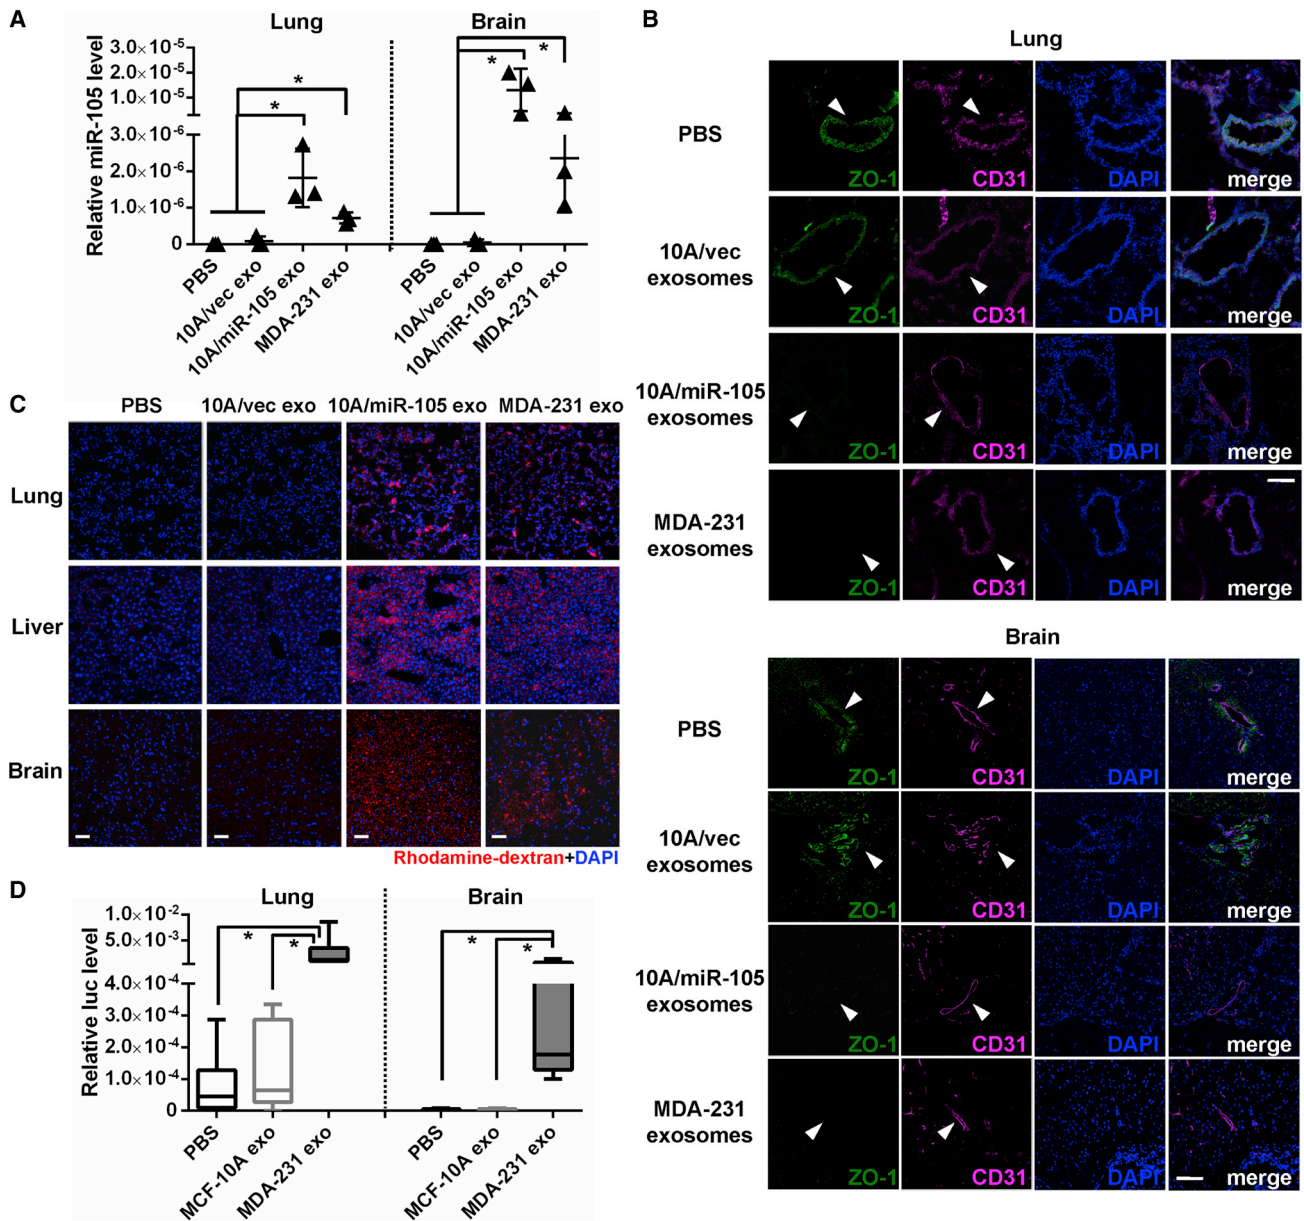 A
Lung
Brain
Relative miR-105 level
3.0×10⁻⁵
2.0×10⁻⁵
1.0×10⁻⁵
3.0×10⁻⁶
2.0×10⁻⁶
1.0×10⁻⁶
0
* * * *
PBS
10A/vec exo
10A/miR-105 exo
MDA-231 exo
PBS
10A/vec exo
10A/miR-105 exo
MDA-231 exo
B
Lung
PBS
ZO-1 CD31 DAPI merge
10A/vec
exosomes
ZO-1 CD31 DAPI merge
10A/miR-105
exosomes
ZO-1 CD31 DAPI merge
MDA-231
exosomes
ZO-1 CD31 DAPI merge
Brain
PBS
ZO-1 CD31 DAPI merge
10A/vec
exosomes
ZO-1 CD31 DAPI merge
10A/miR-105
exosomes
ZO-1 CD31 DAPI merge
MDA-231
exosomes
ZO-1 CD31 DAPI merge
C
PBS 10A/vec exo 10A/miR-105 exo MDA-231 exo
Lung
Liver
Brain
Rhodamine-dextran+DAPI
D
Lung
Brain
Relative luc level
1.0×10⁻²
5.0×10⁻³
4.0×10⁻⁴
3.0×10⁻⁴
2.0×10⁻⁴
1.0×10⁻⁴
0
* * * *
PBS
MCF-10A exo
MDA-231 exo
PBS
MCF-10A exo
MDA-231 exo